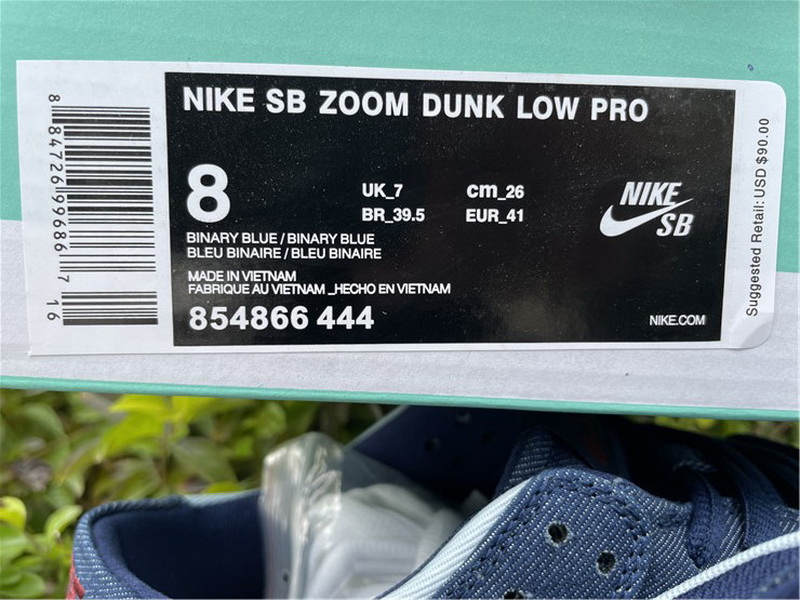 NIKE SB ZOOM DUNK LOW PRO
8
UK_7
cm_26
BR_39.5
EUR_41
BINARY BLUE / BINARY BLUE
BLEU BINAIRE / BLEU BINAIRE
MADE IN VIETNAM
FABRIQUE AU VIETNAM _HECHO EN VIETNAM
854866 444
NIKE
SB
NIKE.COM
Suggested Retail: USD $90.00
8 84726 99686 7 16